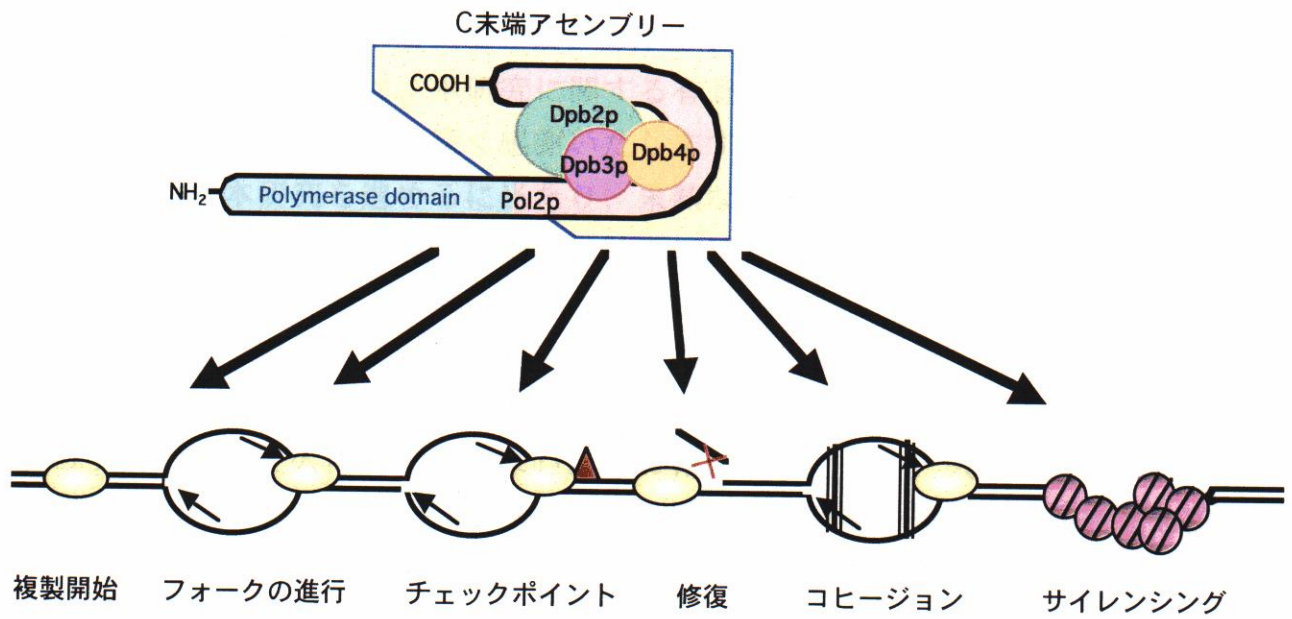 C末端アセンブリー
COOH
Dpb2p
Dpb3p
Dpb4p
NH₂
Polymerase domain
Pol2p
複製開始
フォークの進行
チェックポイント
修復
コヒージョン
サイレンシング